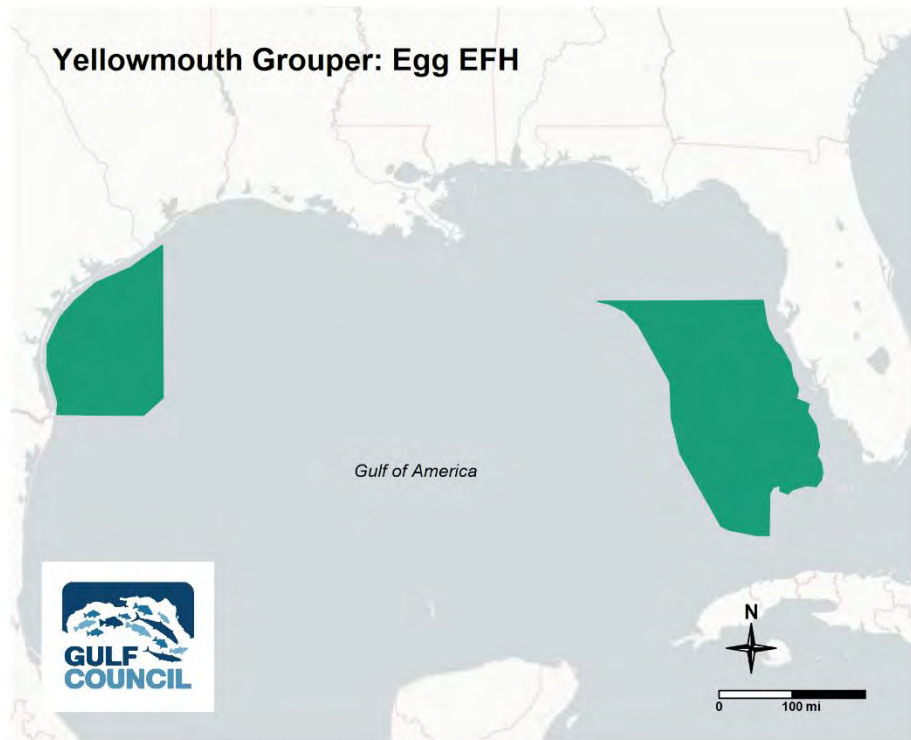 Yellowmouth Grouper: Egg EFH
Gulf of America
GULF
COUNCIL
N
0 100 mi